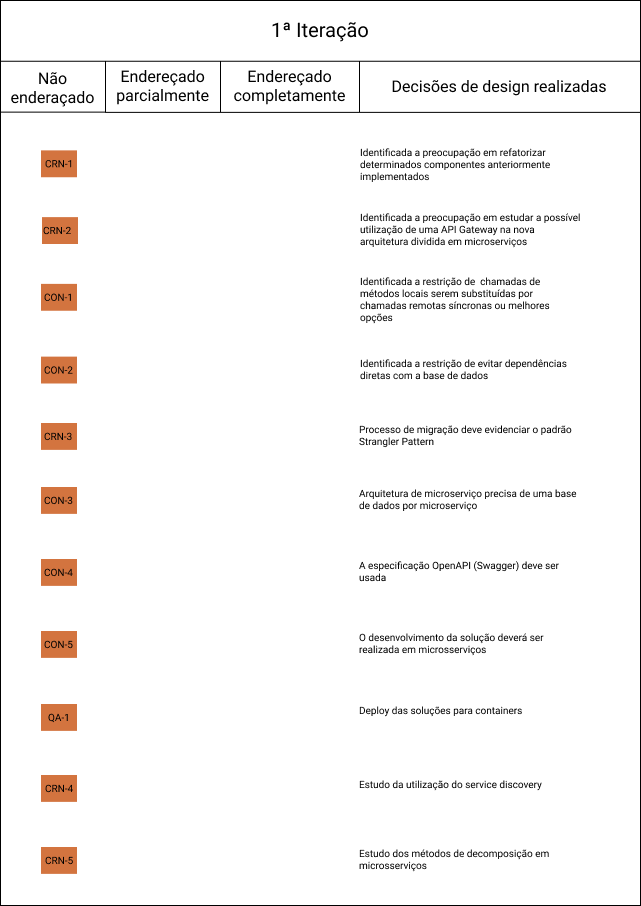 1ª Iteração
Não
enderaçado
Endereçado
parcialmente
Endereçado
completamente
Decisões de design realizadas
CRN-1
Identificada a preocupação em refatorizar
determinados componentes anteriormente
implementados
CRN-2
Identificada a preocupação em estudar a possível
utilização de uma API Gateway na nova
arquitetura dividida em microserviços
CON-1
Identificada a restrição de chamadas de
métodos locais serem substituídas por
chamadas remotas síncronas ou melhores
opções
CON-2
Identificada a restrição de evitar dependências
diretas com a base de dados
CRN-3
Processo de migração deve evidenciar o padrão
Strangler Pattern
CON-3
Arquitetura de microserviço precisa de uma base
de dados por microserviço
CON-4
A especificação OpenAPI (Swagger) deve ser
usada
CON-5
O desenvolvimento da solução deverá ser
realizada em microsserviços
QA-1
Deploy das soluções para containers
CRN-4
Estudo da utilização do service discovery
CRN-5
Estudo dos métodos de decomposição em
microsserviços